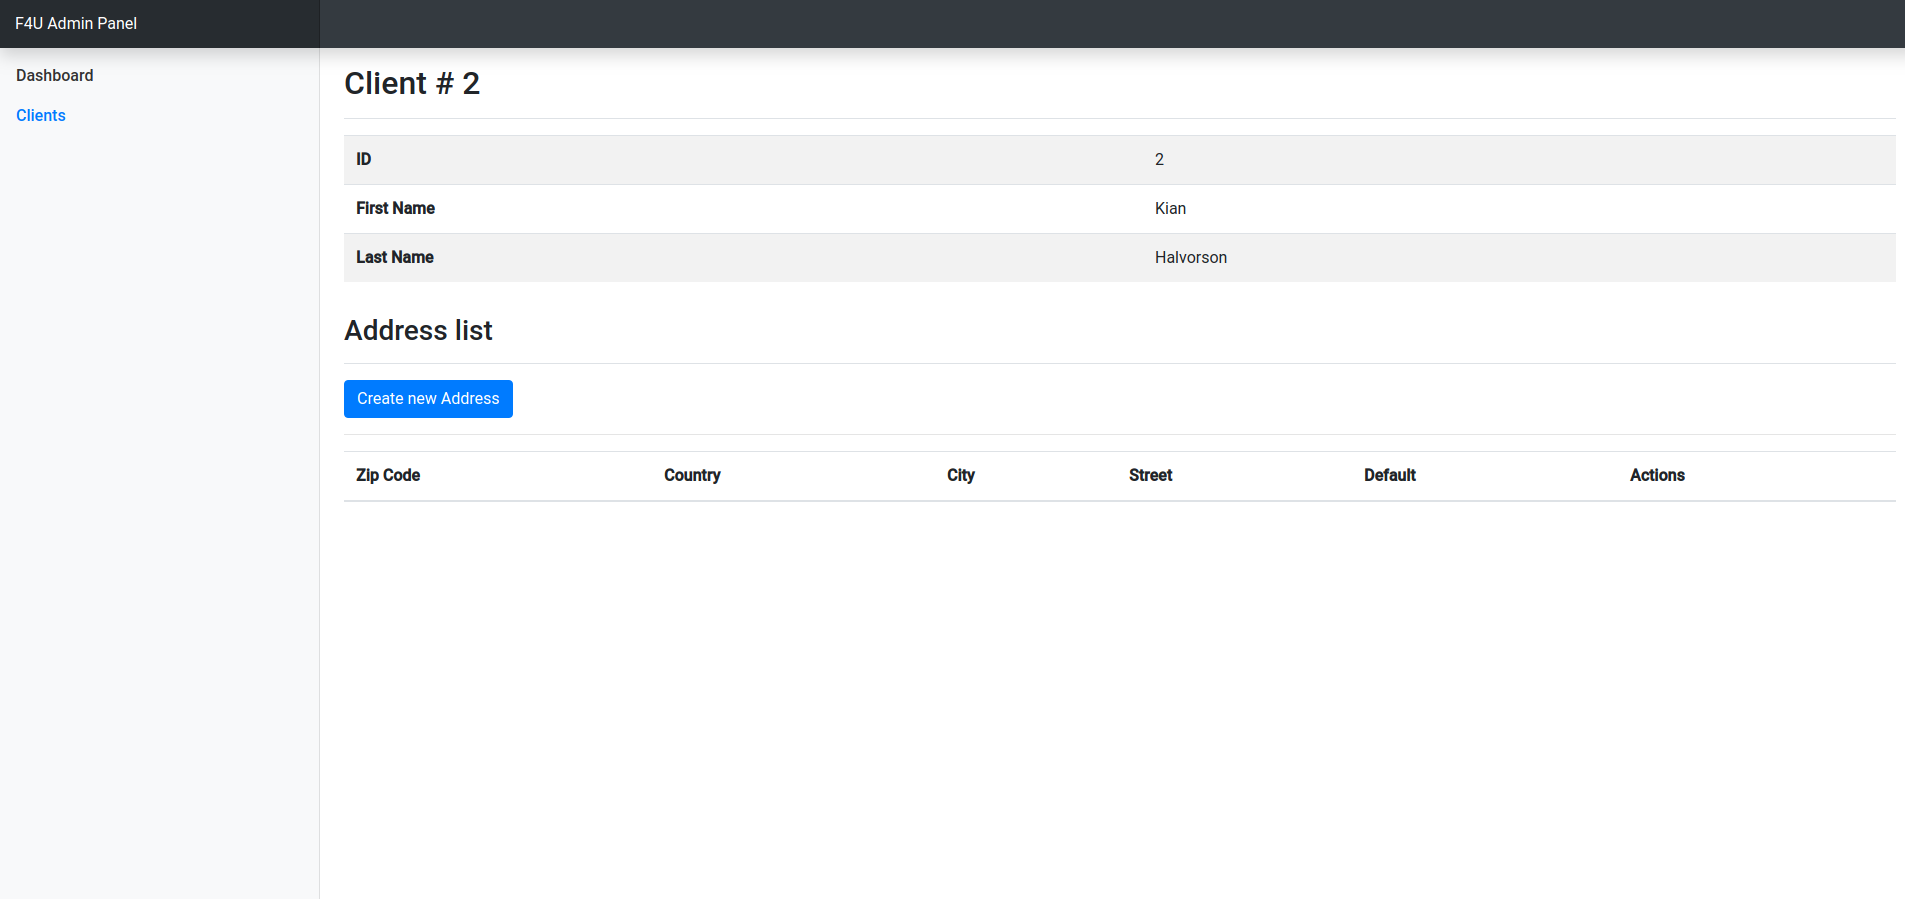 F4U Admin Panel
Dashboard
Clients
Client # 2
ID 2
First Name Kian
Last Name Halvorson
Address list
Create new Address
Zip Code Country City Street Default Actions